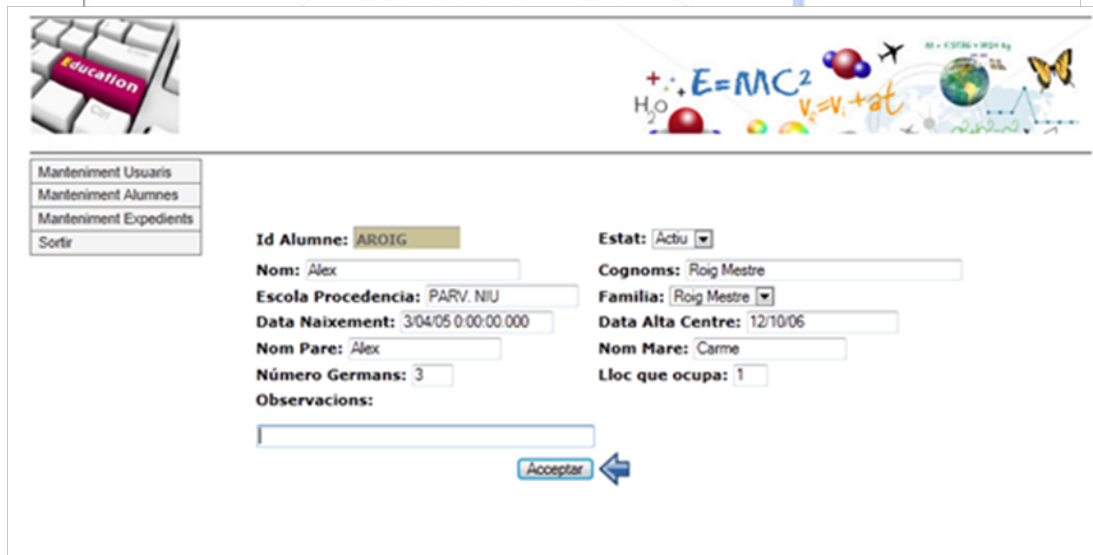 Education
Ctrl
E=MC²
H₂O
Manteniment Usuaris
Manteniment Alumnes
Manteniment Expedients
Sortir
Id Alumne: AROIG Estat: Actiu
Nom: Alex Cognoms: Roig Mestre
Escola Procedencia: PARV. NIU Familia: Roig Mestre
Data Naixement: 3/04/05 0:00:00.000 Data Alta Centre: 12/10/06
Nom Pare: Alex Nom Mare: Carme
Número Germans: 3 Lloc que ocupa: 1
Observacions:
Acceptar